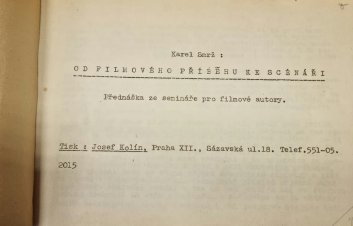 Karel Smrž :
OD FILMOVÉHO PŘÍBĚHU KE SCÉNÁŘI
Přednáška ze semináře pro filmové autory.
Tisk : Josef Kolín, Praha XII., Sázavská ul.18. Telef.551-05.
2015